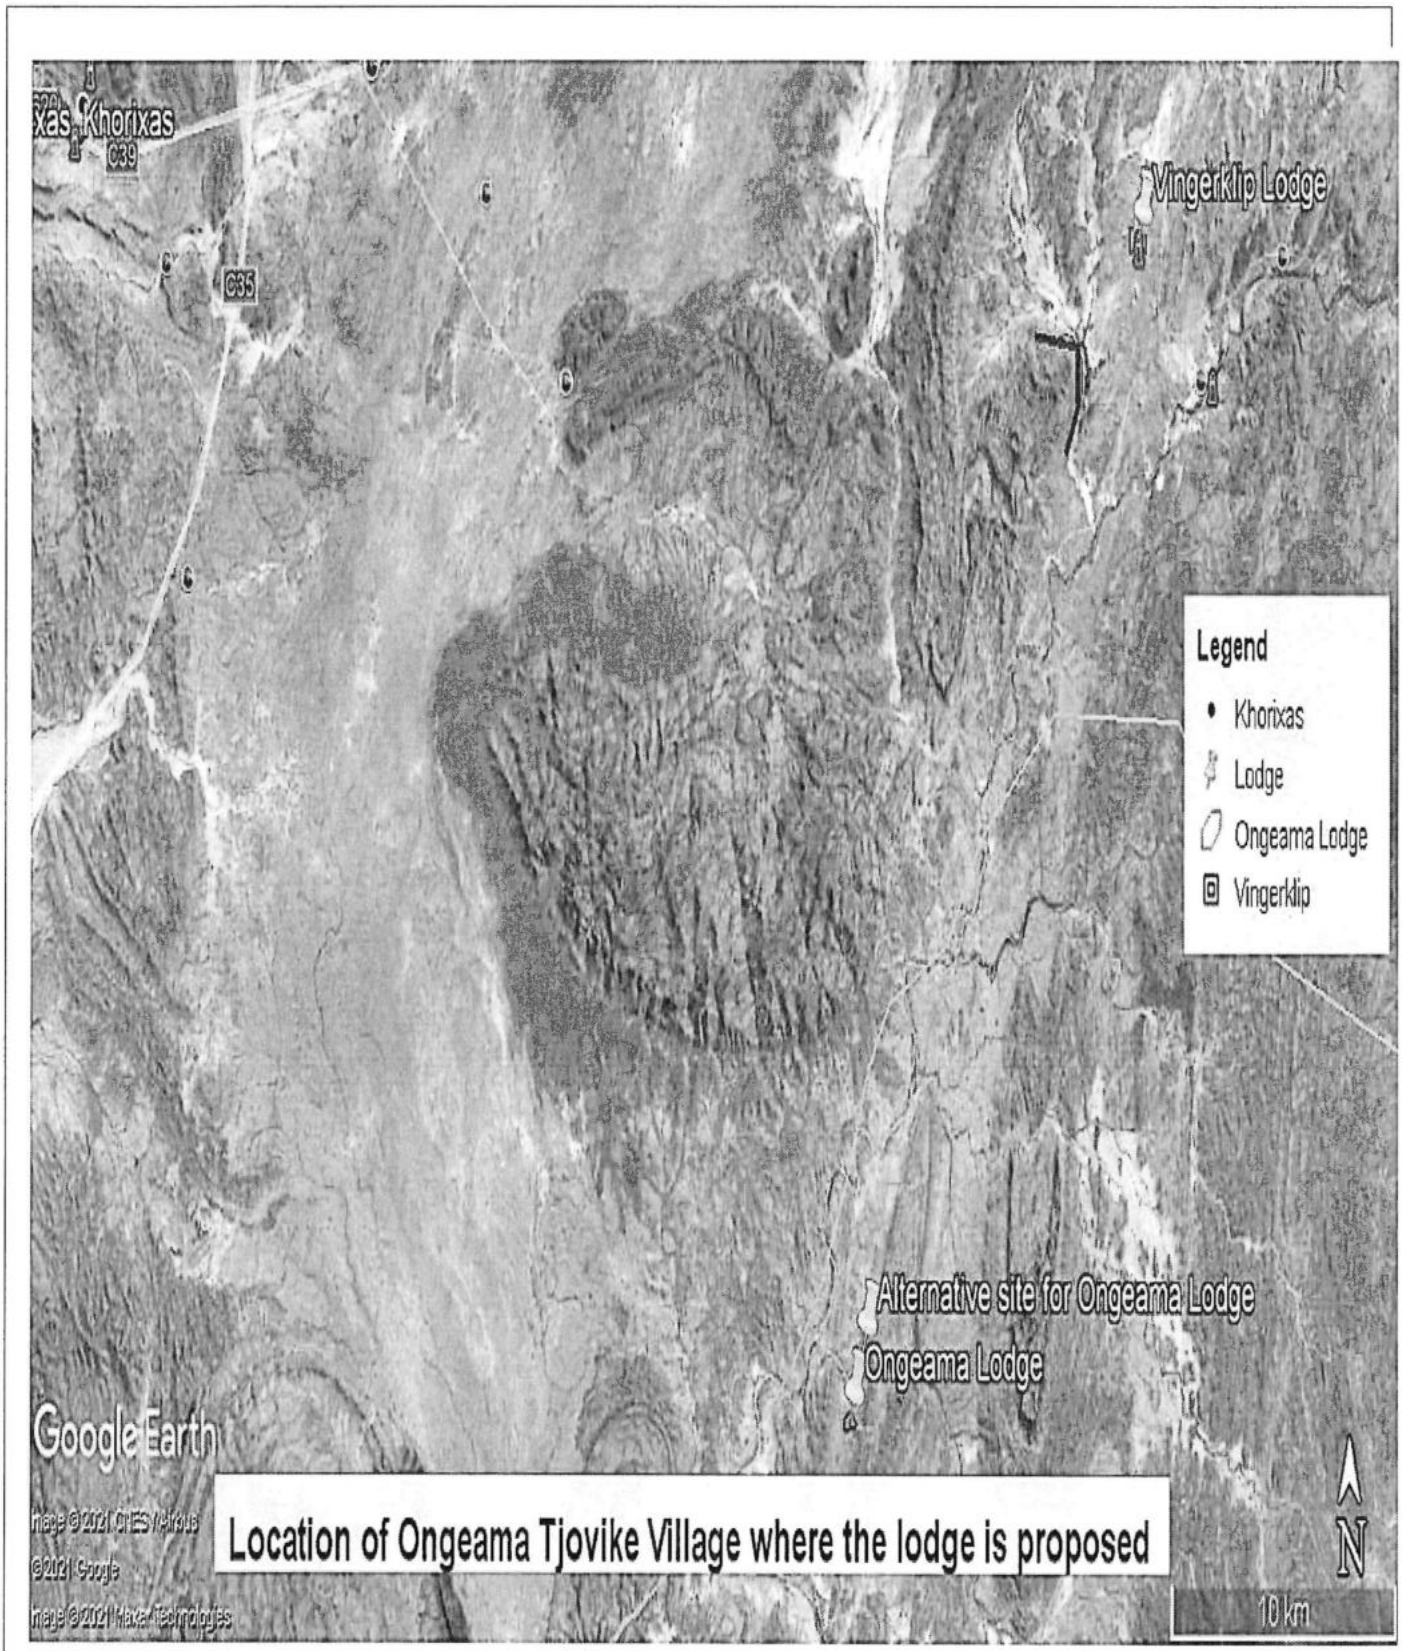 xas Khorixas
C39
Vingerklip Lodge
C35
Legend
Khorixas
Lodge
Ongeama Lodge
Vingerklip
Alternative site for Ongeama Lodge
Ongeama Lodge
Google Earth
Image © 2021 CNES / Airbus
© 2021 Google
Image © 2021 Maxar Technologies
Location of Ongeama Tjovike Village where the lodge is proposed
N
10 km